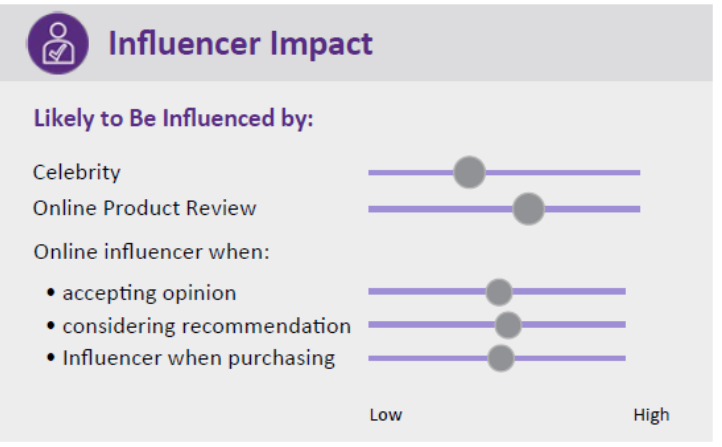 Influencer Impact
Likely to Be Influenced by:
Celebrity
Online Product Review
Online influencer when:
• accepting opinion
• considering recommendation
• Influencer when purchasing
Low High